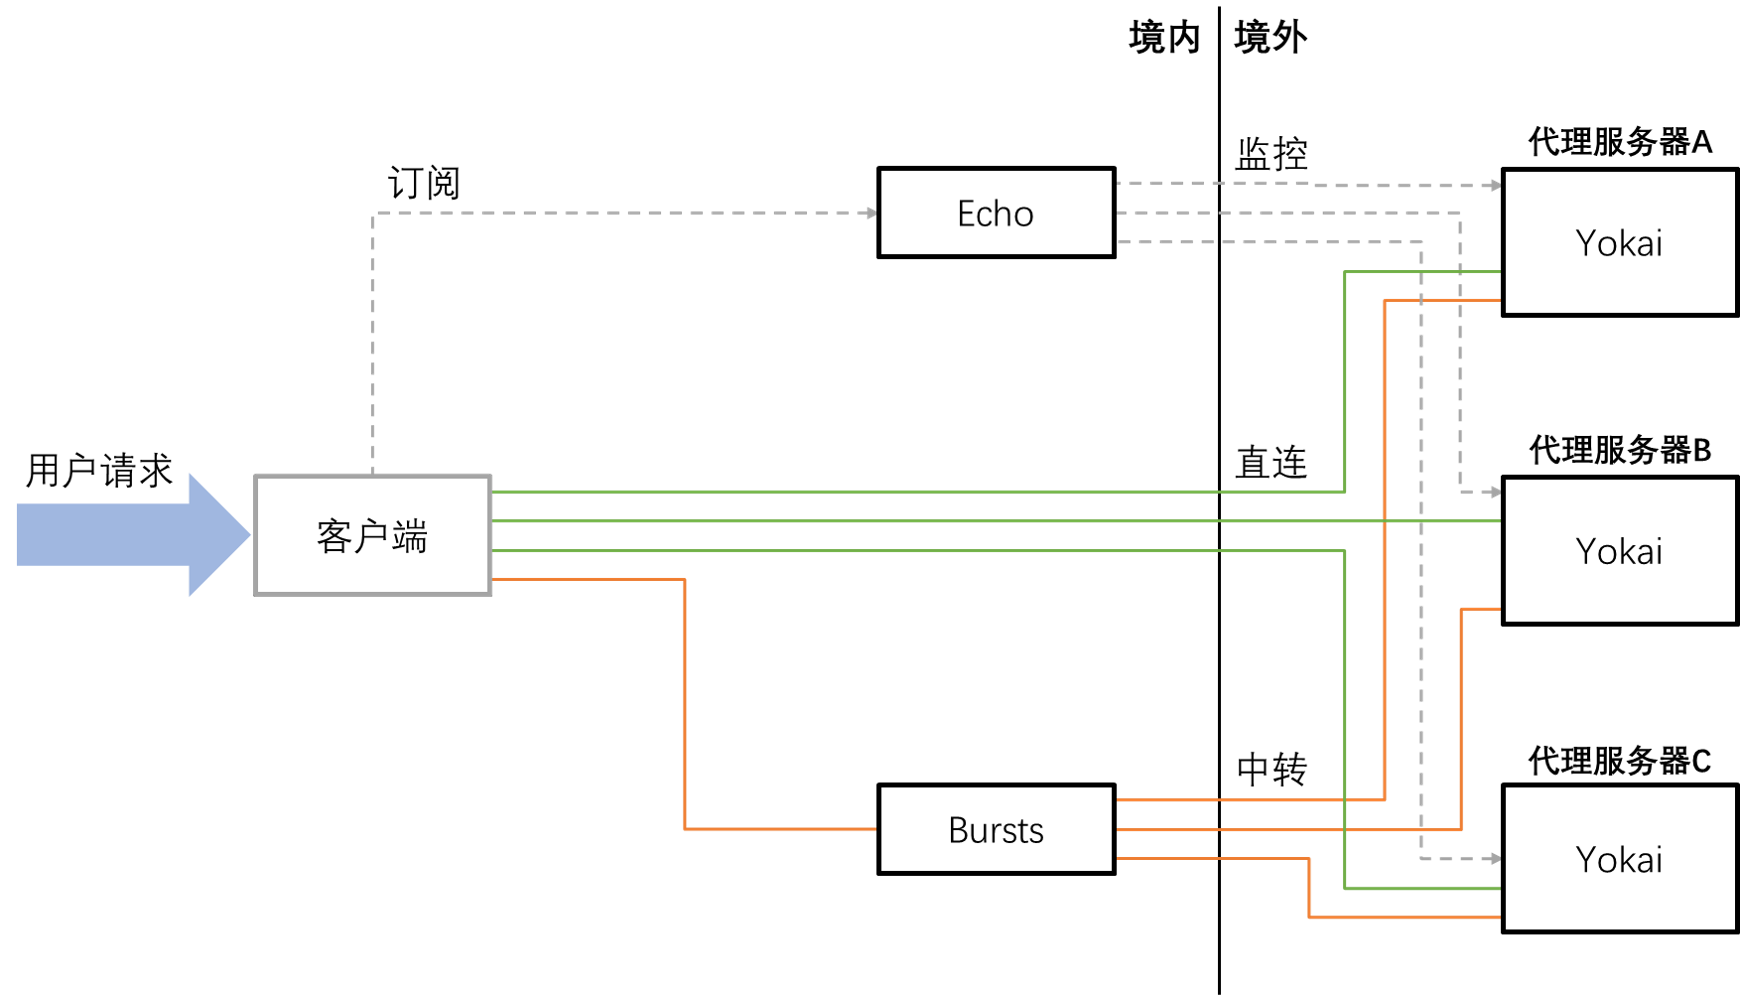 境内
境外
监控
代理服务器A
订阅
Echo
Yokai
用户请求
直连
代理服务器B
客户端
Yokai
中转
代理服务器C
Bursts
Yokai